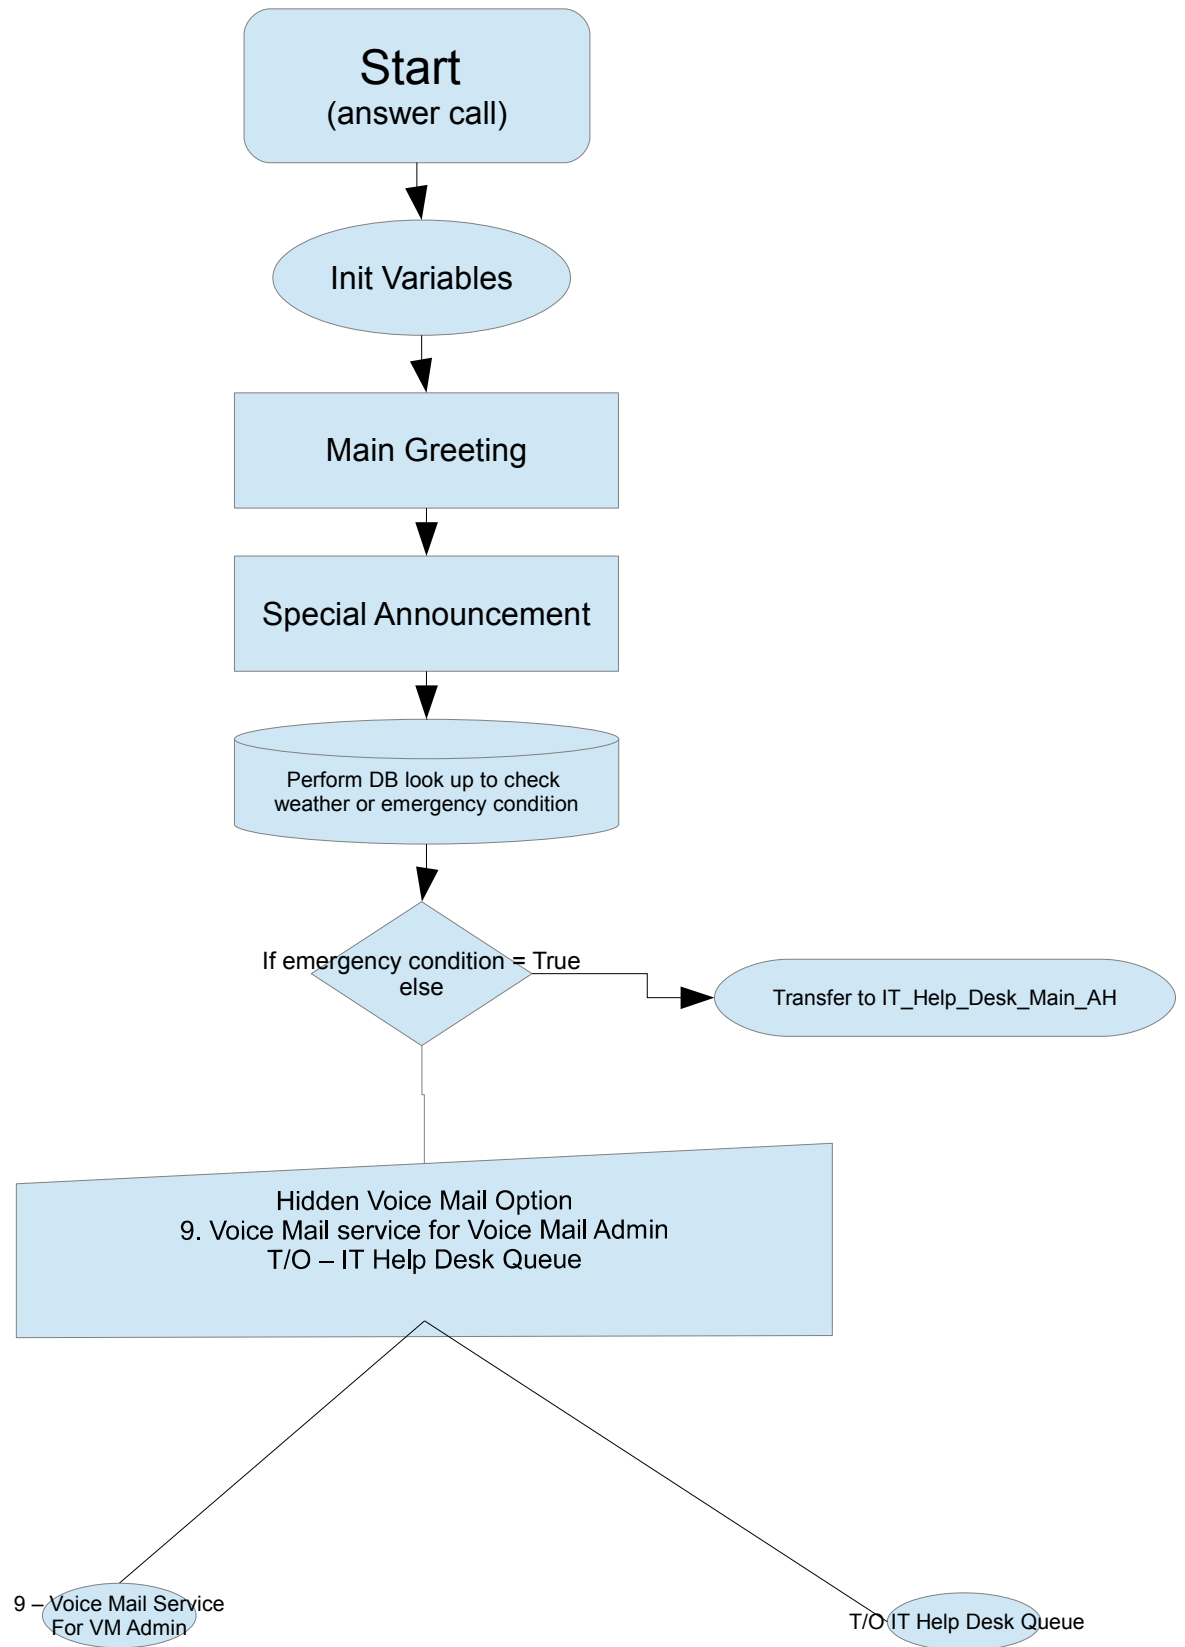 Start
(answer call)
Init Variables
Main Greeting
Special Announcement
Perform DB look up to check
weather or emergency condition
If emergency condition = True
else
Transfer to IT_Help_Desk_Main_AH
Hidden Voice Mail Option
9. Voice Mail service for Voice Mail Admin
T/O – IT Help Desk Queue
9 – Voice Mail Service
For VM Admin
T/O IT Help Desk Queue